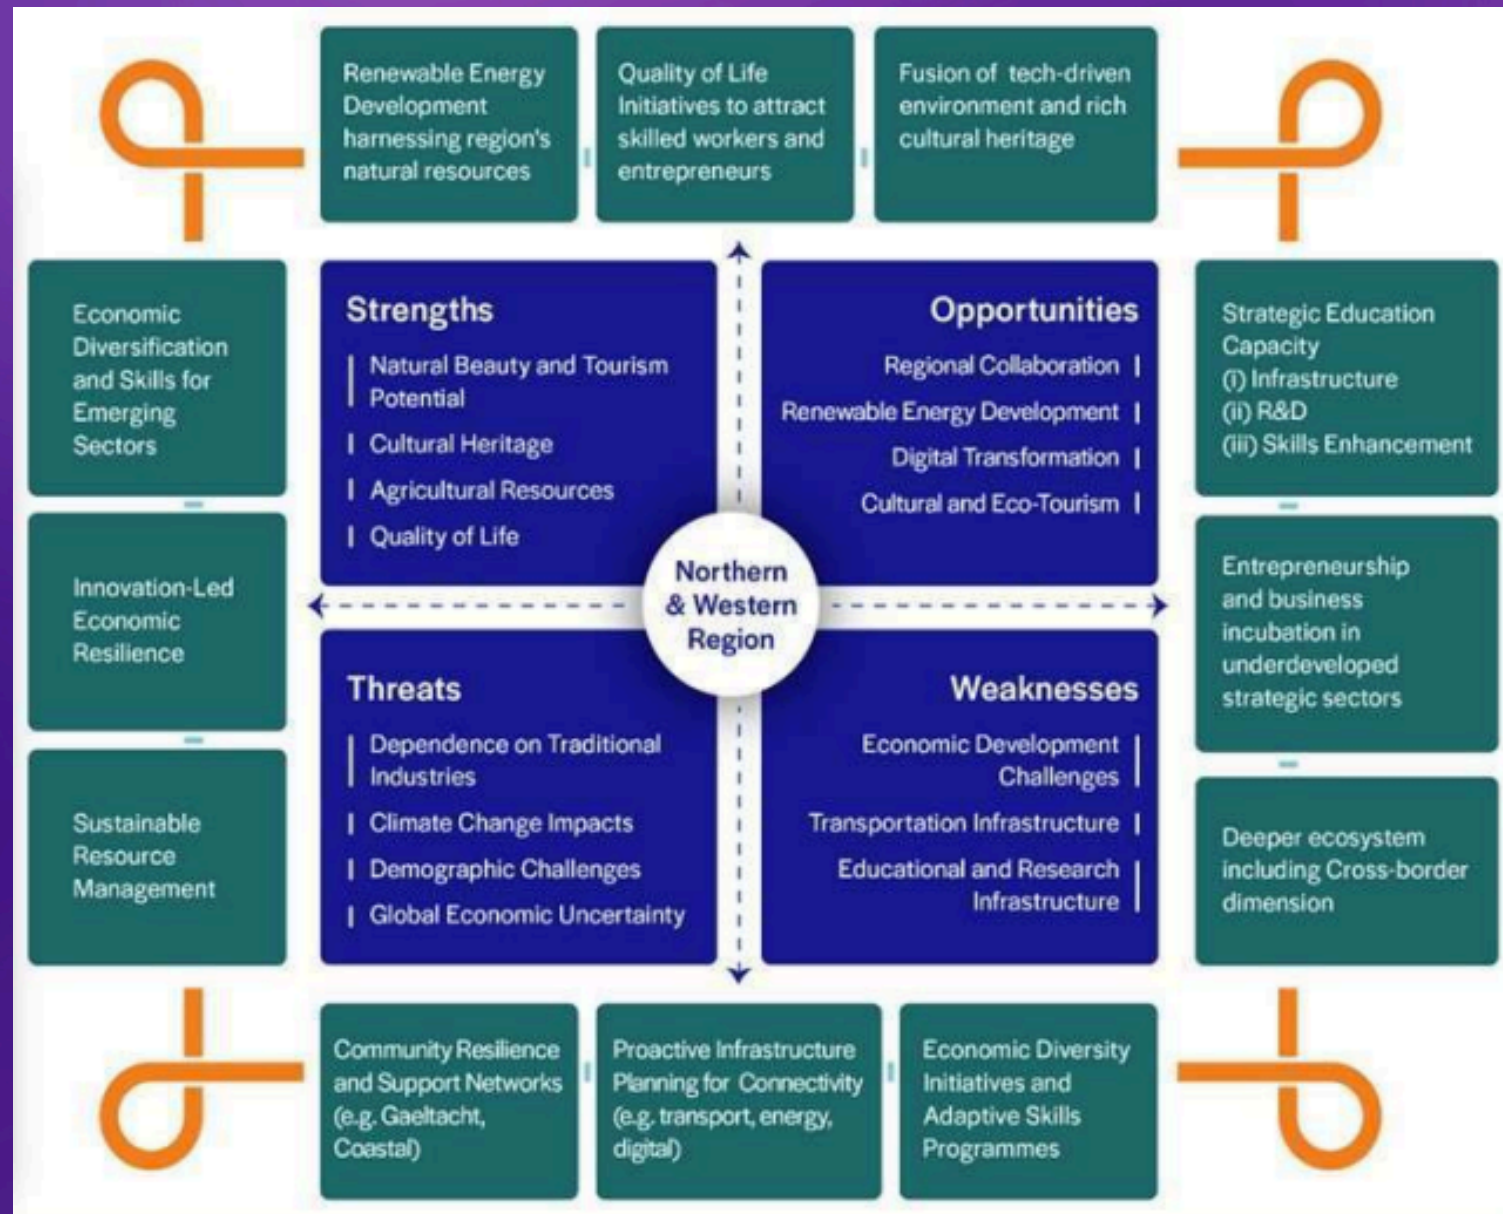 Renewable Energy
Development
harnessing region's
natural resources
Quality of Life
Initiatives to attract
skilled workers and
entrepreneurs
Fusion of tech-driven
environment and rich
cultural heritage
Economic
Diversification
and Skills for
Emerging
Sectors
Innovation-Led
Economic
Resilience
Sustainable
Resource
Management
Strengths
Natural Beauty and Tourism
Potential
Cultural Heritage
Agricultural Resources
Quality of Life
Opportunities
Regional Collaboration
Renewable Energy Development
Digital Transformation
Cultural and Eco-Tourism
Northern
& Western
Region
Threats
Dependence on Traditional
Industries
Climate Change Impacts
Demographic Challenges
Global Economic Uncertainty
Weaknesses
Economic Development
Challenges
Transportation Infrastructure
Educational and Research
Infrastructure
Strategic Education
Capacity
(i) Infrastructure
(ii) R&D
(iii) Skills Enhancement
Entrepreneurship
and business
incubation in
underdeveloped
strategic sectors
Deeper ecosystem
including Cross-border
dimension
Community Resilience
and Support Networks
(e.g. Gaeltacht,
Coastal)
Proactive Infrastructure
Planning for Connectivity
(e.g. transport, energy,
digital)
Economic Diversity
Initiatives and
Adaptive Skills
Programmes